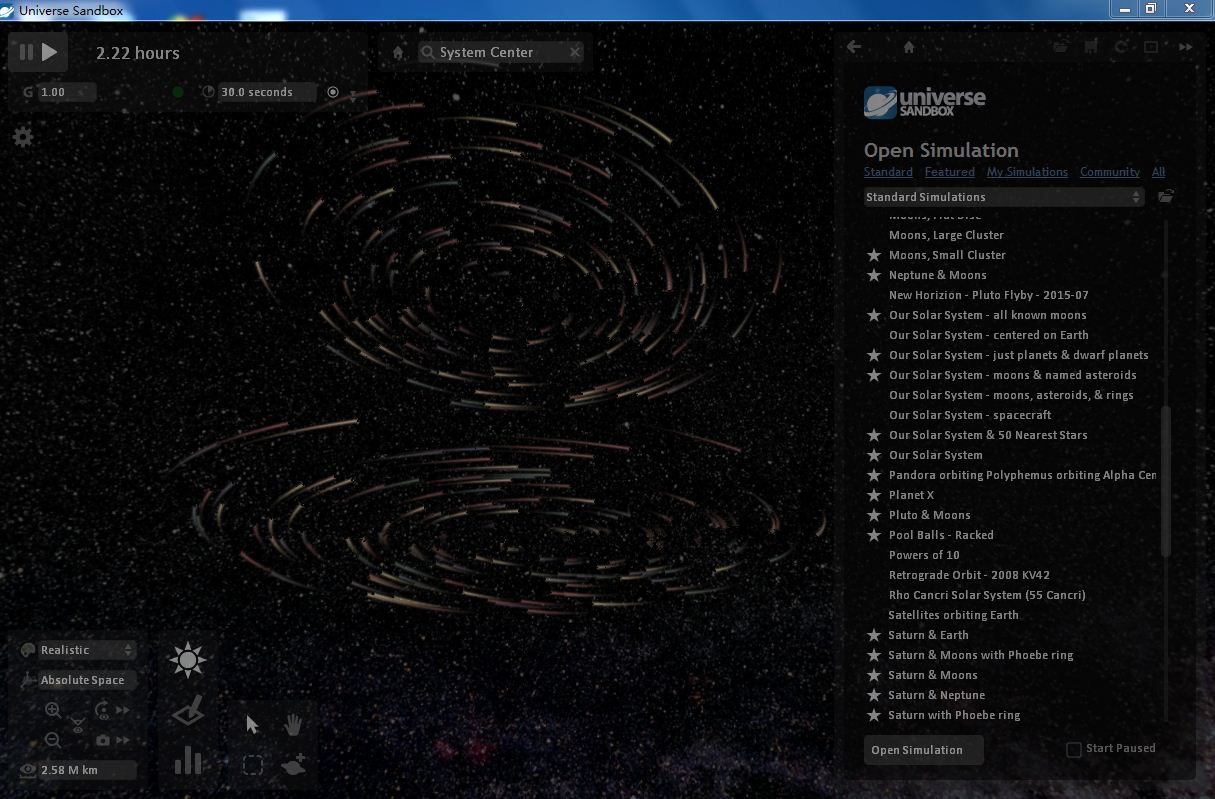 Universe Sandbox
2.22 hours
System Center
G 1.00
30.0 seconds
universe
SANDBOX
Open Simulation
Standard Featured My Simulations Community All
Standard Simulations
Moons, Flat Disc
Moons, Large Cluster
Moons, Small Cluster
Neptune & Moons
New Horizion - Pluto Flyby - 2015-07
Our Solar System - all known moons
Our Solar System - centered on Earth
Our Solar System - just planets & dwarf planets
Our Solar System - moons & named asteroids
Our Solar System - moons, asteroids, & rings
Our Solar System - spacecraft
Our Solar System & 50 Nearest Stars
Our Solar System
Pandora orbiting Polyphemus orbiting Alpha Cen
Planet X
Pluto & Moons
Pool Balls - Racked
Powers of 10
Retrograde Orbit - 2008 KV42
Rho Cancri Solar System (55 Cancri)
Satellites orbiting Earth
Saturn & Earth
Saturn & Moons with Phoebe ring
Saturn & Moons
Saturn & Neptune
Saturn with Phoebe ring
Open Simulation
Start Paused
Realistic
Absolute Space
2.58 M km